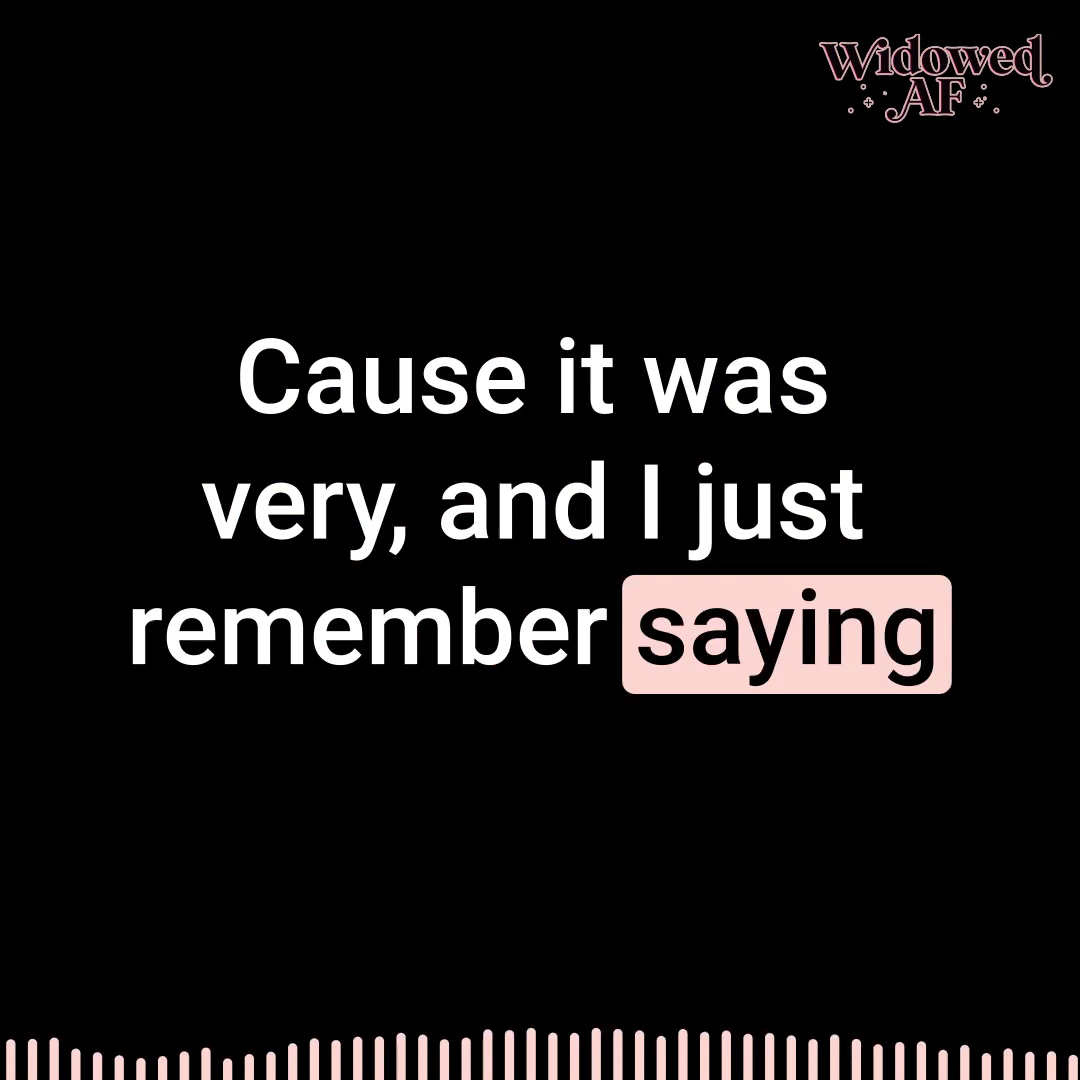 Widowed
AF
Cause it was
very, and I just
remember saying